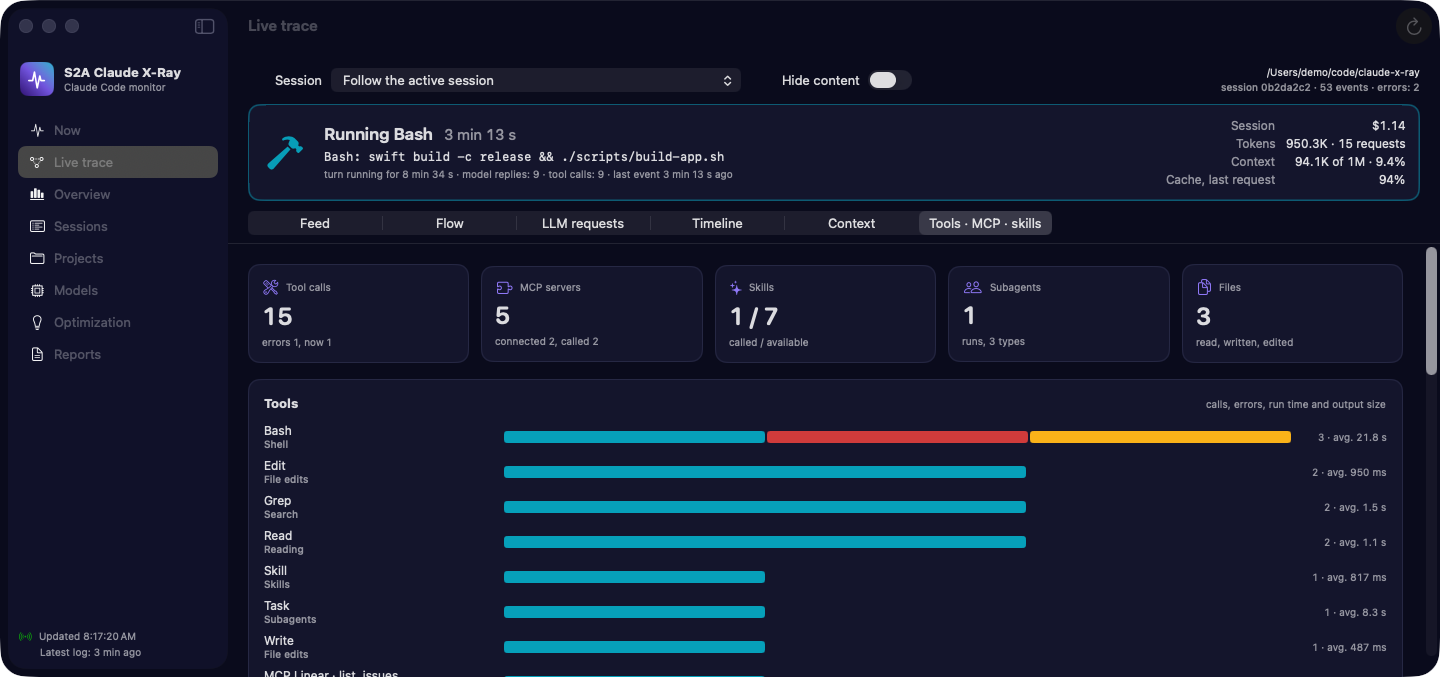 Live trace
S2A Claude X-Ray
Claude Code monitor
Now
Live trace
Overview
Sessions
Projects
Models
Optimization
Reports
Updated 8:17:20 AM
Latest log: 3 min ago
Session
Follow the active session
Hide content
/Users/demo/code/claude-x-ray
session 0b2da2c2 · 53 events · errors: 2
Running Bash 3 min 13 s
Bash: swift build -c release && ./scripts/build-app.sh
turn running for 8 min 34 s · model replies: 9 · tool calls: 9 · last event 3 min 13 s ago
Session $1.14
Tokens 950.3K · 15 requests
Context 94.1K of 1M · 9.4%
Cache, last request 94%
Feed
Flow
LLM requests
Timeline
Context
Tools · MCP · skills
Tool calls
15
errors 1, now 1
MCP servers
5
connected 2, called 2
Skills
1 / 7
called / available
Subagents
1
runs, 3 types
Files
3
read, written, edited
Tools
calls, errors, run time and output size
Bash
Shell
3 · avg. 21.8 s
Edit
File edits
2 · avg. 950 ms
Grep
Search
2 · avg. 1.5 s
Read
Reading
2 · avg. 1.1 s
Skill
Skills
1 · avg. 817 ms
Task
Subagents
1 · avg. 8.3 s
Write
File edits
1 · avg. 487 ms
MCP Linear · list_issues